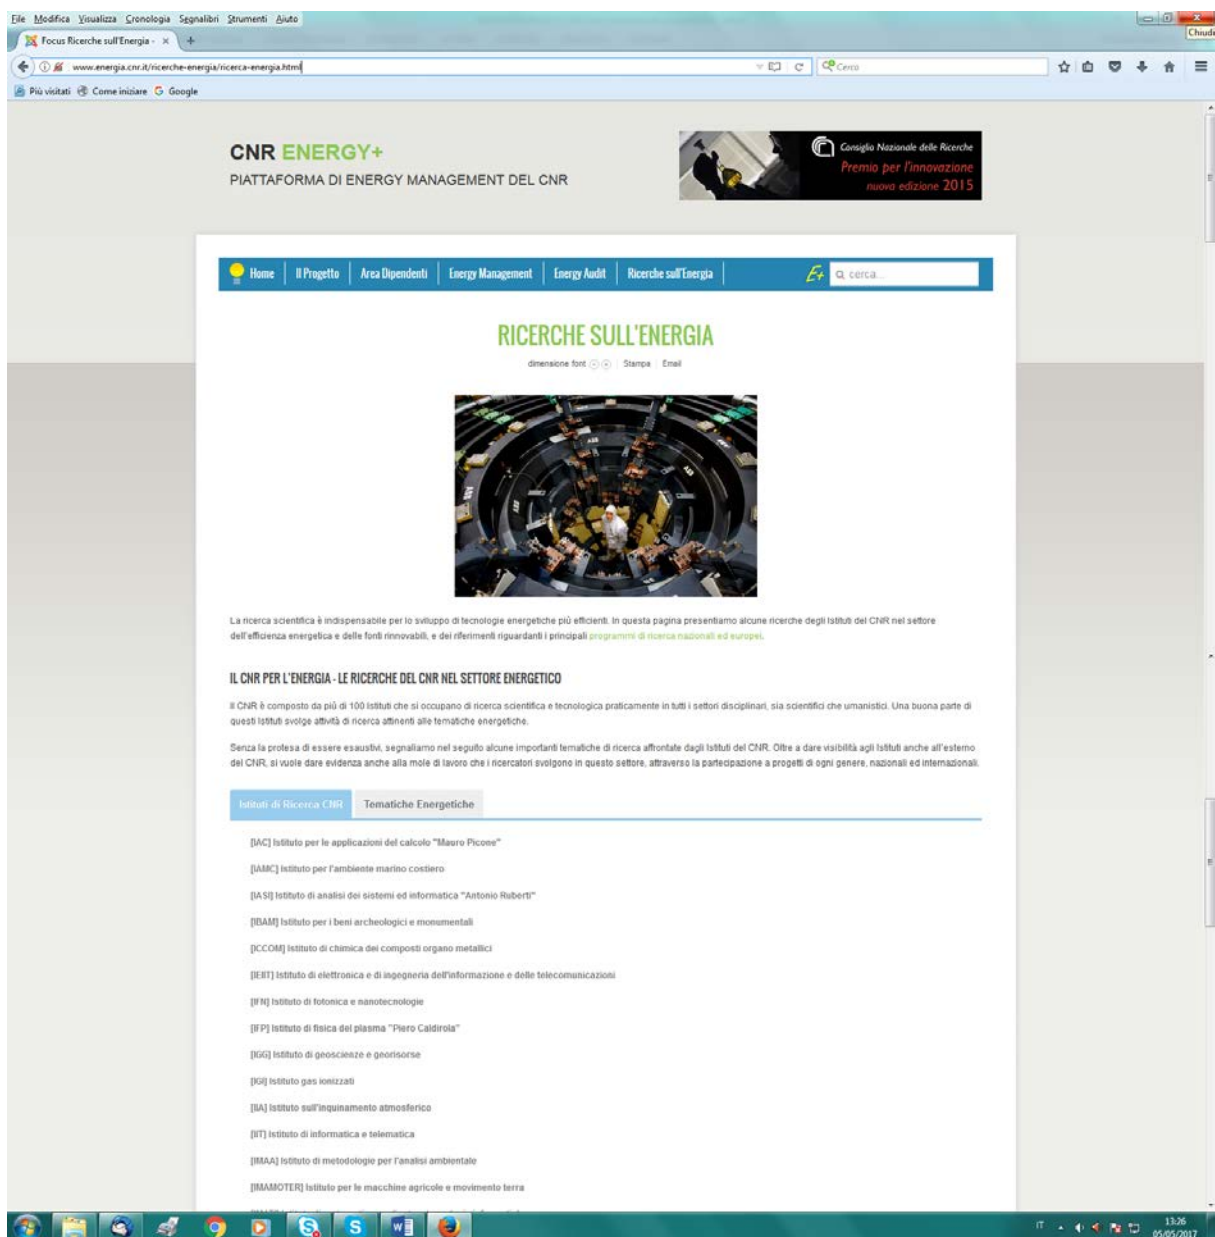 File Modifica Visualizza Cronologia Segnalibri Strumenti Aiuto
Chiudi
Focus Ricerche sull'Energia - × +
www.energia.cnr.it/ricerche-energia/ricerca-energia.html
Cerco
Più visitati Come iniziare Google
CNR ENERGY+
PIATTAFORMA DI ENERGY MANAGEMENT DEL CNR
Consiglio Nazionale delle Ricerche
Premio per l'innovazione
nuova edizione 2015
Home Il Progetto Area Dipendenti Energy Management Energy Audit Ricerche sull'Energia E+ cerca...
RICERCHE SULL'ENERGIA
dimensione font Stampa Email
La ricerca scientifica è indispensabile per lo sviluppo di tecnologie energetiche più efficienti. In questa pagina presentiamo alcune ricerche degli Istituti del CNR nel settore
dell'efficienza energetica e delle fonti rinnovabili, e dei riferimenti riguardanti i principali programmi di ricerca nazionali ed europei.
IL CNR PER L'ENERGIA - LE RICERCHE DEL CNR NEL SETTORE ENERGETICO
Il CNR è composto da più di 100 Istituti che si occupano di ricerca scientifica e tecnologica praticamente in tutti i settori disciplinari, sia scientifici che umanistici. Una buona parte di
questi Istituti svolge attività di ricerca attinenti alle tematiche energetiche.
Senza la pretesa di essere esaustivi, segnaliamo nel seguito alcune importanti tematiche di ricerca affrontate dagli Istituti del CNR. Oltre a dare visibilità agli Istituti anche all'esterno
del CNR, si vuole dare evidenza anche alla mole di lavoro che i ricercatori svolgono in questo settore, attraverso la partecipazione a progetti di ogni genere, nazionali ed internazionali.
Istituti di Ricerca CNR Tematiche Energetiche
[IAC] Istituto per le applicazioni del calcolo "Mauro Picone"
[IAMC] Istituto per l'ambiente marino costiero
[IASI] Istituto di analisi dei sistemi ed informatica "Antonio Ruberti"
[IBAM] Istituto per i beni archeologici e monumentali
[ICCOM] Istituto di chimica dei composti organo metallici
[IEIIT] Istituto di elettronica e di ingegneria dell'informazione e delle telecomunicazioni
[IFN] Istituto di fotonica e nanotecnologie
[IFP] Istituto di fisica del plasma "Piero Caldirola"
[IGG] Istituto di geoscienze e georisorse
[IGI] Istituto gas ionizzati
[IIA] Istituto sull'inquinamento atmosferico
[IIT] Istituto di informatica e telematica
[IMAA] Istituto di metodologie per l'analisi ambientale
[IMAMOTER] Istituto per le macchine agricole e movimento terra
IT 13:26
05/05/2017